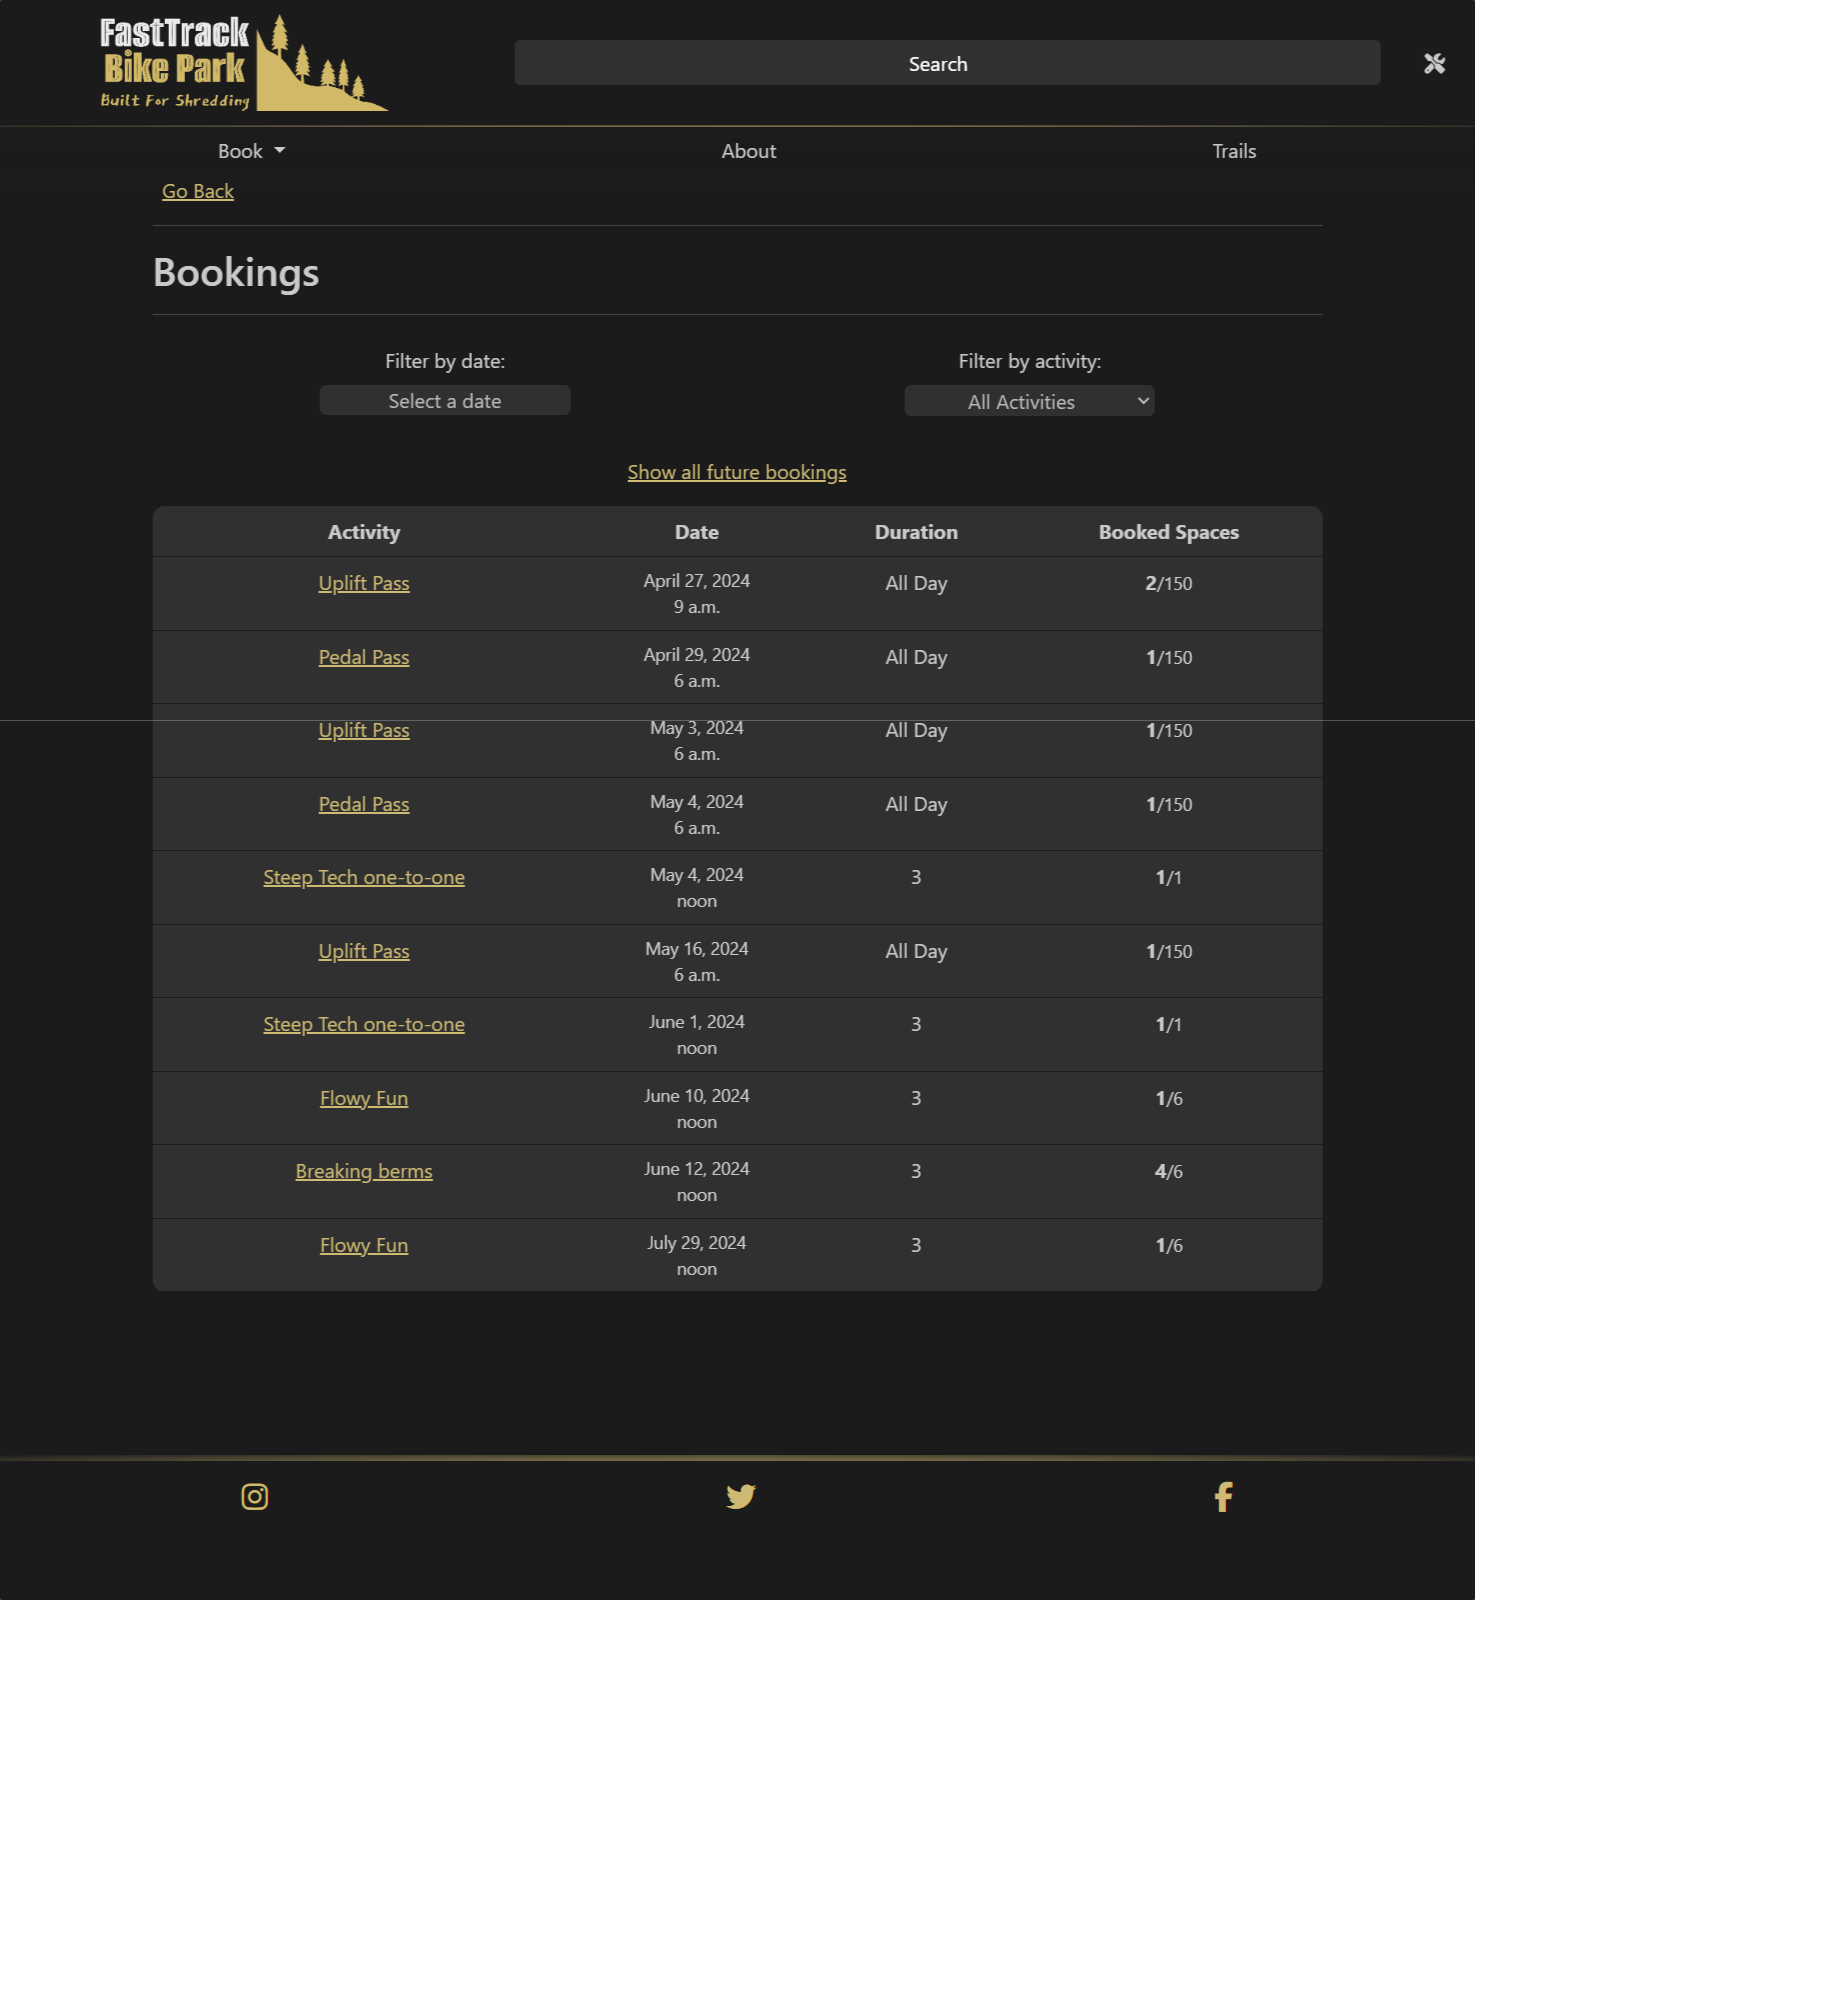 FastTrack
Bike Park
Built For Shredding
Search
Book About Trails
Go Back
Bookings
Filter by date: Filter by activity:
Select a date All Activities
Show all future bookings
Activity Date Duration Booked Spaces
Uplift Pass April 27, 2024 All Day 2/150
9 a.m.
Pedal Pass April 29, 2024 All Day 1/150
6 a.m.
Uplift Pass May 3, 2024 All Day 1/150
6 a.m.
Pedal Pass May 4, 2024 All Day 1/150
6 a.m.
Steep Tech one-to-one May 4, 2024 3 1/1
noon
Uplift Pass May 16, 2024 All Day 1/150
6 a.m.
Steep Tech one-to-one June 1, 2024 3 1/1
noon
Flowy Fun June 10, 2024 3 1/6
noon
Breaking berms June 12, 2024 3 4/6
noon
Flowy Fun July 29, 2024 3 1/6
noon